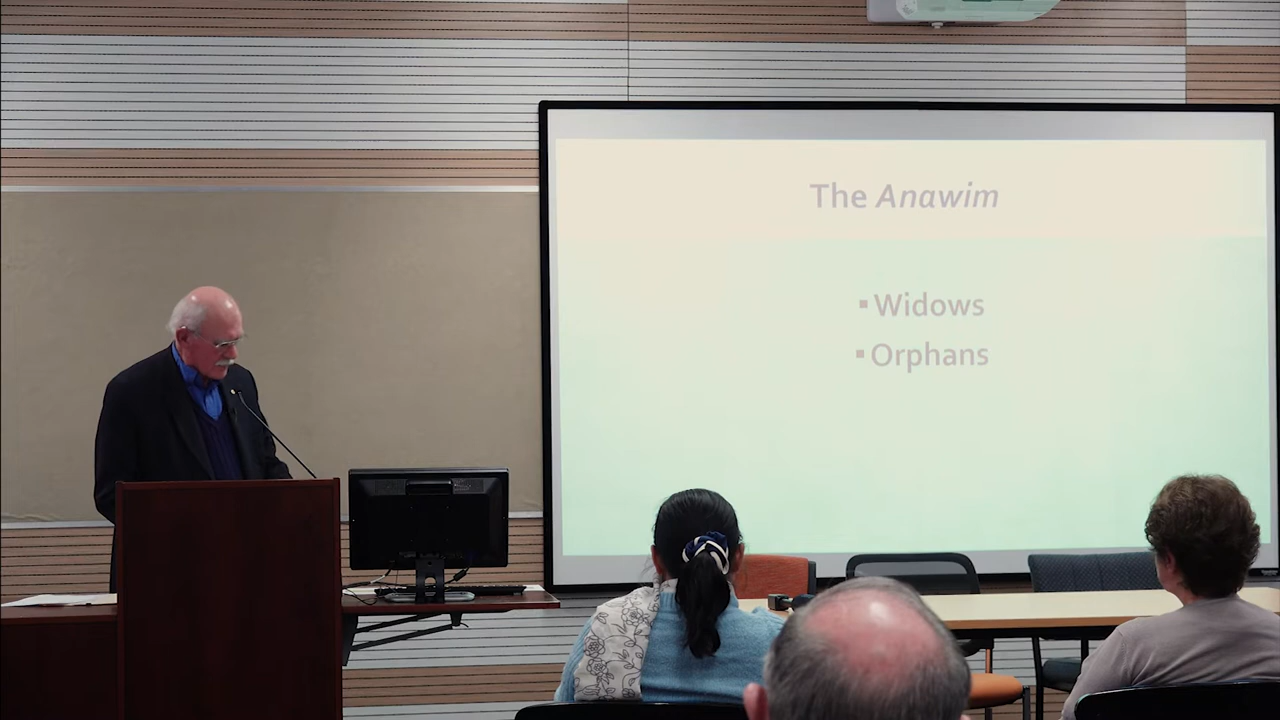 The Anawim
▪ Widows
▪ Orphans